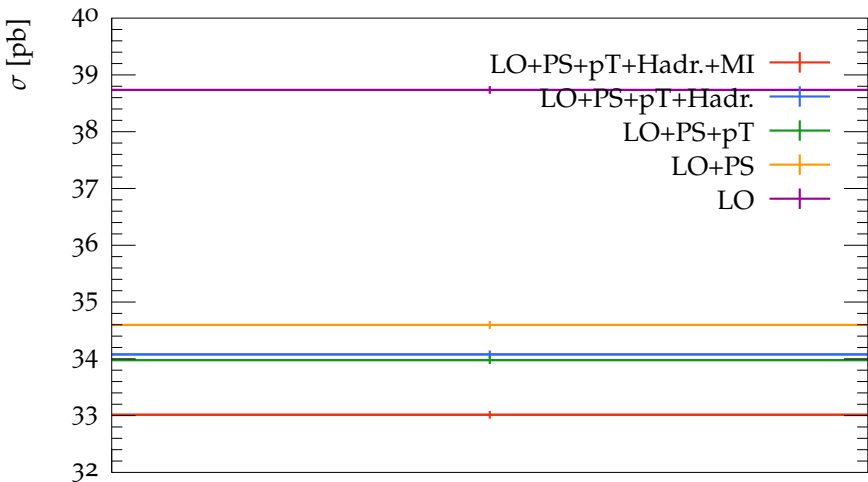 σ [pb]
40
39
38
37
36
35
34
33
32
LO+PS+pT+Hadr.+MI
LO+PS+pT+Hadr.
LO+PS+pT
LO+PS
LO